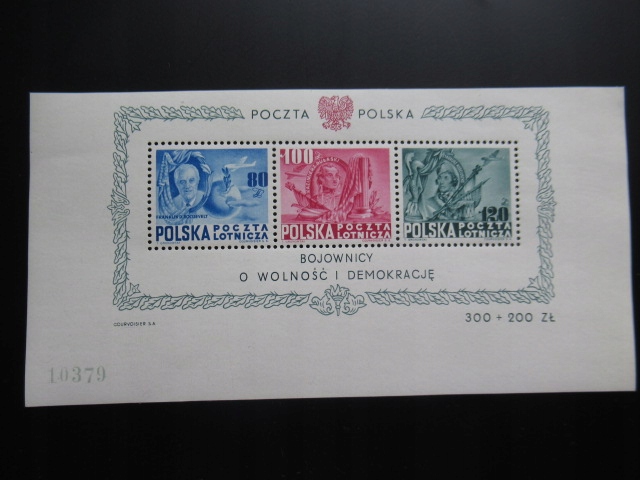 POCZTA POLSKA
80 ZŁ
FRANKLIN D. ROOSEVELT
POLSKA POCZTA LOTNICZA
100
POLSKA POCZTA LOTNICZA
120
POLSKA POCZTA LOTNICZA
BOJOWNICY
O WOLNOŚĆ I DEMOKRACJĘ
COURVOISIER S.A.
300 + 200 ZŁ
10379